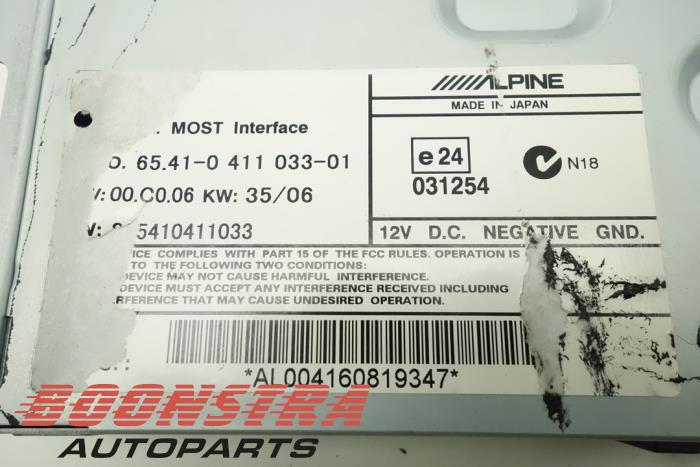 ALPINE
MADE IN JAPAN
MOST Interface
O. 65.41-0 411 033-01
:00.C0.06 KW: 35/06
5410411033
e24
031254
N18
12V D.C. NEGATIVE GND.
VICE COMPLIES WITH PART 15 OF THE FCC RULES. OPERATION IS
TO THE FOLLOWING TWO CONDITIONS:
DEVICE MAY NOT CAUSE HARMFUL INTERFERENCE.
DEVICE MUST ACCEPT ANY INTERFERENCE RECEIVED INCLUDING
RFERENCE THAT MAY CAUSE UNDESIRED OPERATION.
*AL004160819347*
BOONSTRA
AUTOPARTS